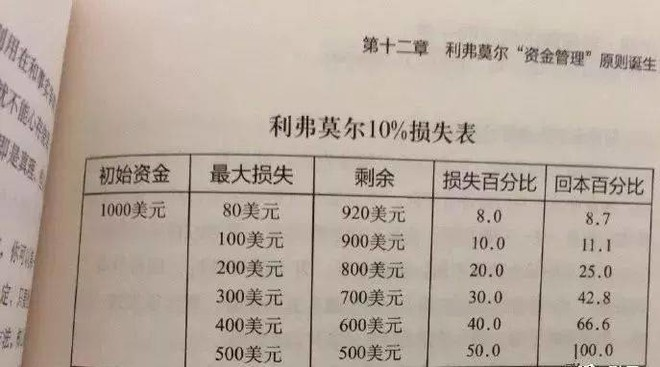 第十二章 利弗莫尔“资金管理”原则诞生
利弗莫尔10%损失表
初始资金 最大损失 剩余 损失百分比 回本百分比
1000美元 80美元 920美元 8.0 8.7
100美元 900美元 10.0 11.1
200美元 800美元 20.0 25.0
300美元 700美元 30.0 42.8
400美元 600美元 40.0 66.6
500美元 500美元 50.0 100.0